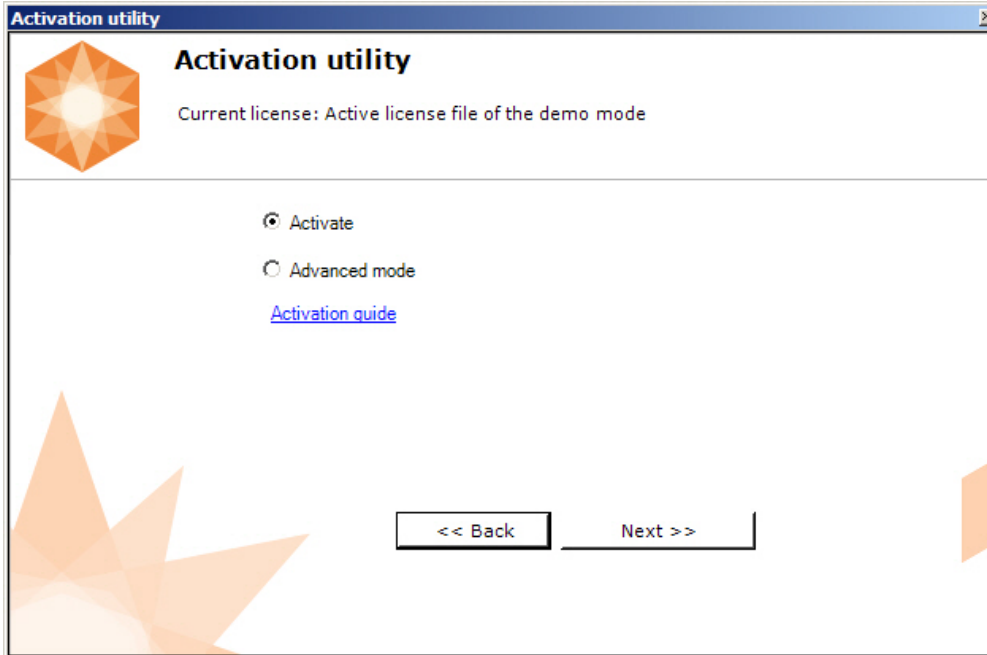 Activation utility
Activation utility
Current license: Active license file of the demo mode
Activate
Advanced mode
Activation guide
<< Back Next >>